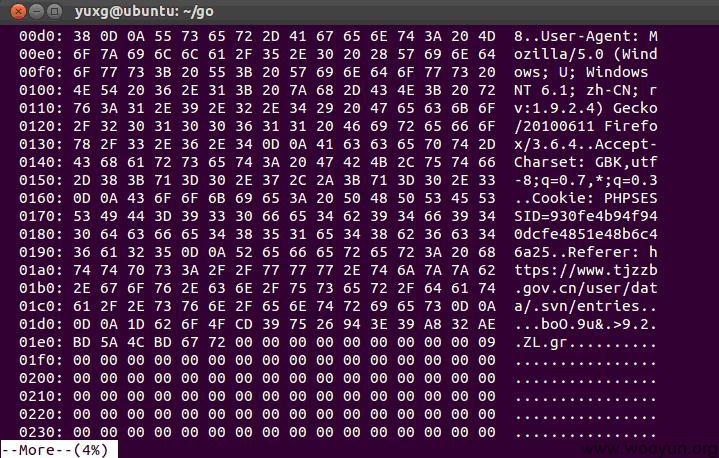 yuxg@ubuntu: ~/go
00d0: 38 0D 0A 55 73 65 72 2D 41 67 65 6E 74 3A 20 4D 8..User-Agent: M
00e0: 6F 7A 69 6C 6C 61 2F 35 2E 30 20 28 57 69 6E 64 ozilla/5.0 (Wind
00f0: 6F 77 73 3B 20 55 3B 20 57 69 6E 64 6F 77 73 20 ows; U; Windows
0100: 4E 54 20 36 2E 31 3B 20 7A 68 2D 43 4E 3B 20 72 NT 6.1; zh-CN; r
0110: 76 3A 31 2E 39 2E 32 2E 34 29 20 47 65 63 6B 6F v:1.9.2.4) Gecko
0120: 2F 32 30 31 30 30 36 31 31 20 46 69 72 65 66 6F /20100611 Firefo
0130: 78 2F 33 2E 36 2E 34 0D 0A 41 63 63 65 70 74 2D x/3.6.4..Accept-
0140: 43 68 61 72 73 65 74 3A 20 47 42 4B 2C 75 74 66 Charset: GBK,utf
0150: 2D 38 3B 71 3D 30 2E 37 2C 2A 3B 71 3D 30 2E 33 -8;q=0.7,*;q=0.3
0160: 0D 0A 43 6F 6F 6B 69 65 3A 20 50 48 50 53 45 53 ..Cookie: PHPSES
0170: 53 49 44 3D 39 33 30 66 65 34 62 39 34 66 39 34 SID=930fe4b94f94
0180: 30 64 63 66 65 34 38 35 31 65 34 38 62 36 63 34 0dcfe4851e48b6c4
0190: 36 61 32 35 0D 0A 52 65 66 65 72 65 72 3A 20 68 6a25..Referer: h
01a0: 74 74 70 73 3A 2F 2F 77 77 77 2E 74 6A 7A 7A 62 ttps://www.tjzzb
01b0: 2E 67 6F 76 2E 63 6E 2F 75 73 65 72 2F 64 61 74 .gov.cn/user/dat
01c0: 61 2F 2E 73 76 6E 2F 65 6E 74 72 69 65 73 0D 0A a/.svn/entries..
01d0: 0D 0A 1D 62 6F 4F CD 39 75 26 94 3E 39 A8 32 AE ...boO.9u&.>9.2.
01e0: BD 5A 4C BD 67 72 00 00 00 00 00 00 00 00 00 09 .ZL.gr..........
01f0: 00 00 00 00 00 00 00 00 00 00 00 00 00 00 00 00 ................
0200: 00 00 00 00 00 00 00 00 00 00 00 00 00 00 00 00 ................
0210: 00 00 00 00 00 00 00 00 00 00 00 00 00 00 00 00 ................
0220: 00 00 00 00 00 00 00 00 00 00 00 00 00 00 00 00 ................
0230: 00 00 00 00 00 00 00 00 00 00 00 00 00 00 00 00 ................
--More--(4%)
www.wooyun.org